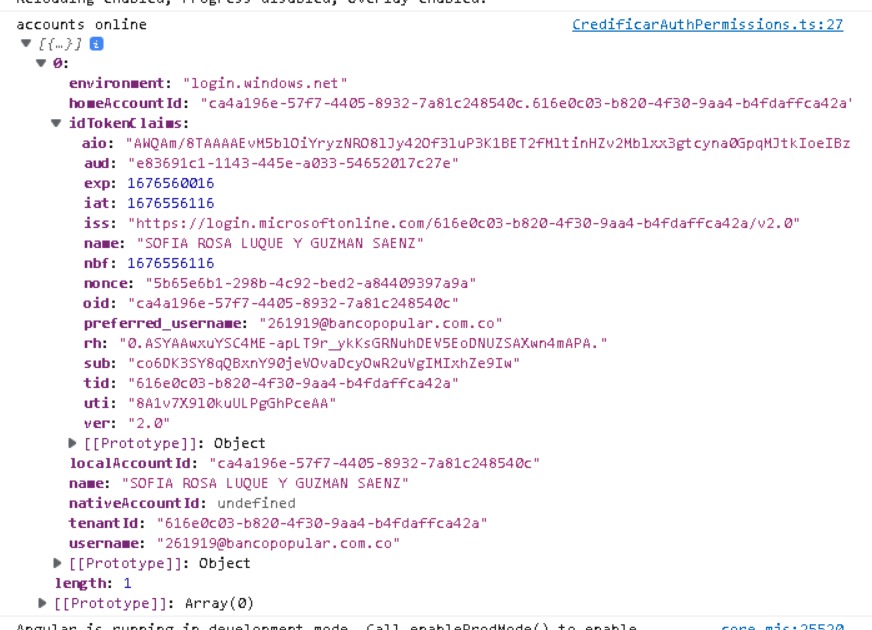 accounts online CredificarAuthPermissions.ts:27
▼ [{…}] i
▼ 0:
environment: "login.windows.net"
homeAccountId: "ca4a196e-57f7-4405-8932-7a81c248540c.616e0c03-b820-4f30-9aa4-b4fdaffca42a'
▼ idTokenClaims:
aio: "AWQAm/8TAAAAEvM5blOiYryzNRO8lJy42Of3luP3K1BET2fMltinHZv2Mblxx3gtcyna0GpqMJtkIoeIBz
aud: "e83691c1-1143-445e-a033-54652017c27e"
exp: 1676560016
iat: 1676556116
iss: "https://login.microsoftonline.com/616e0c03-b820-4f30-9aa4-b4fdaffca42a/v2.0"
name: "SOFIA ROSA LUQUE Y GUZMAN SAENZ"
nbf: 1676556116
nonce: "5b65e6b1-298b-4c92-bed2-a84409397a9a"
oid: "ca4a196e-57f7-4405-8932-7a81c248540c"
preferred_username: "261919@bancopopular.com.co"
rh: "0.ASYAAwxuYSC4ME-apLT9r_ykKsGRNuhDEV5EoDNUZSAXwn4mAPA."
sub: "co6DK3SY8qQBxnY90jeVOvaDcyOwR2uVgIMIxhZe9Iw"
tid: "616e0c03-b820-4f30-9aa4-b4fdaffca42a"
uti: "8A1v7X9l0kuULPgGhPceAA"
ver: "2.0"
▶ [[Prototype]]: Object
localAccountId: "ca4a196e-57f7-4405-8932-7a81c248540c"
name: "SOFIA ROSA LUQUE Y GUZMAN SAENZ"
nativeAccountId: undefined
tenantId: "616e0c03-b820-4f30-9aa4-b4fdaffca42a"
username: "261919@bancopopular.com.co"
▶ [[Prototype]]: Object
length: 1
▶ [[Prototype]]: Array(0)
Angular is running in development mode. Call enableProdMode() to enable core.mjs:25520